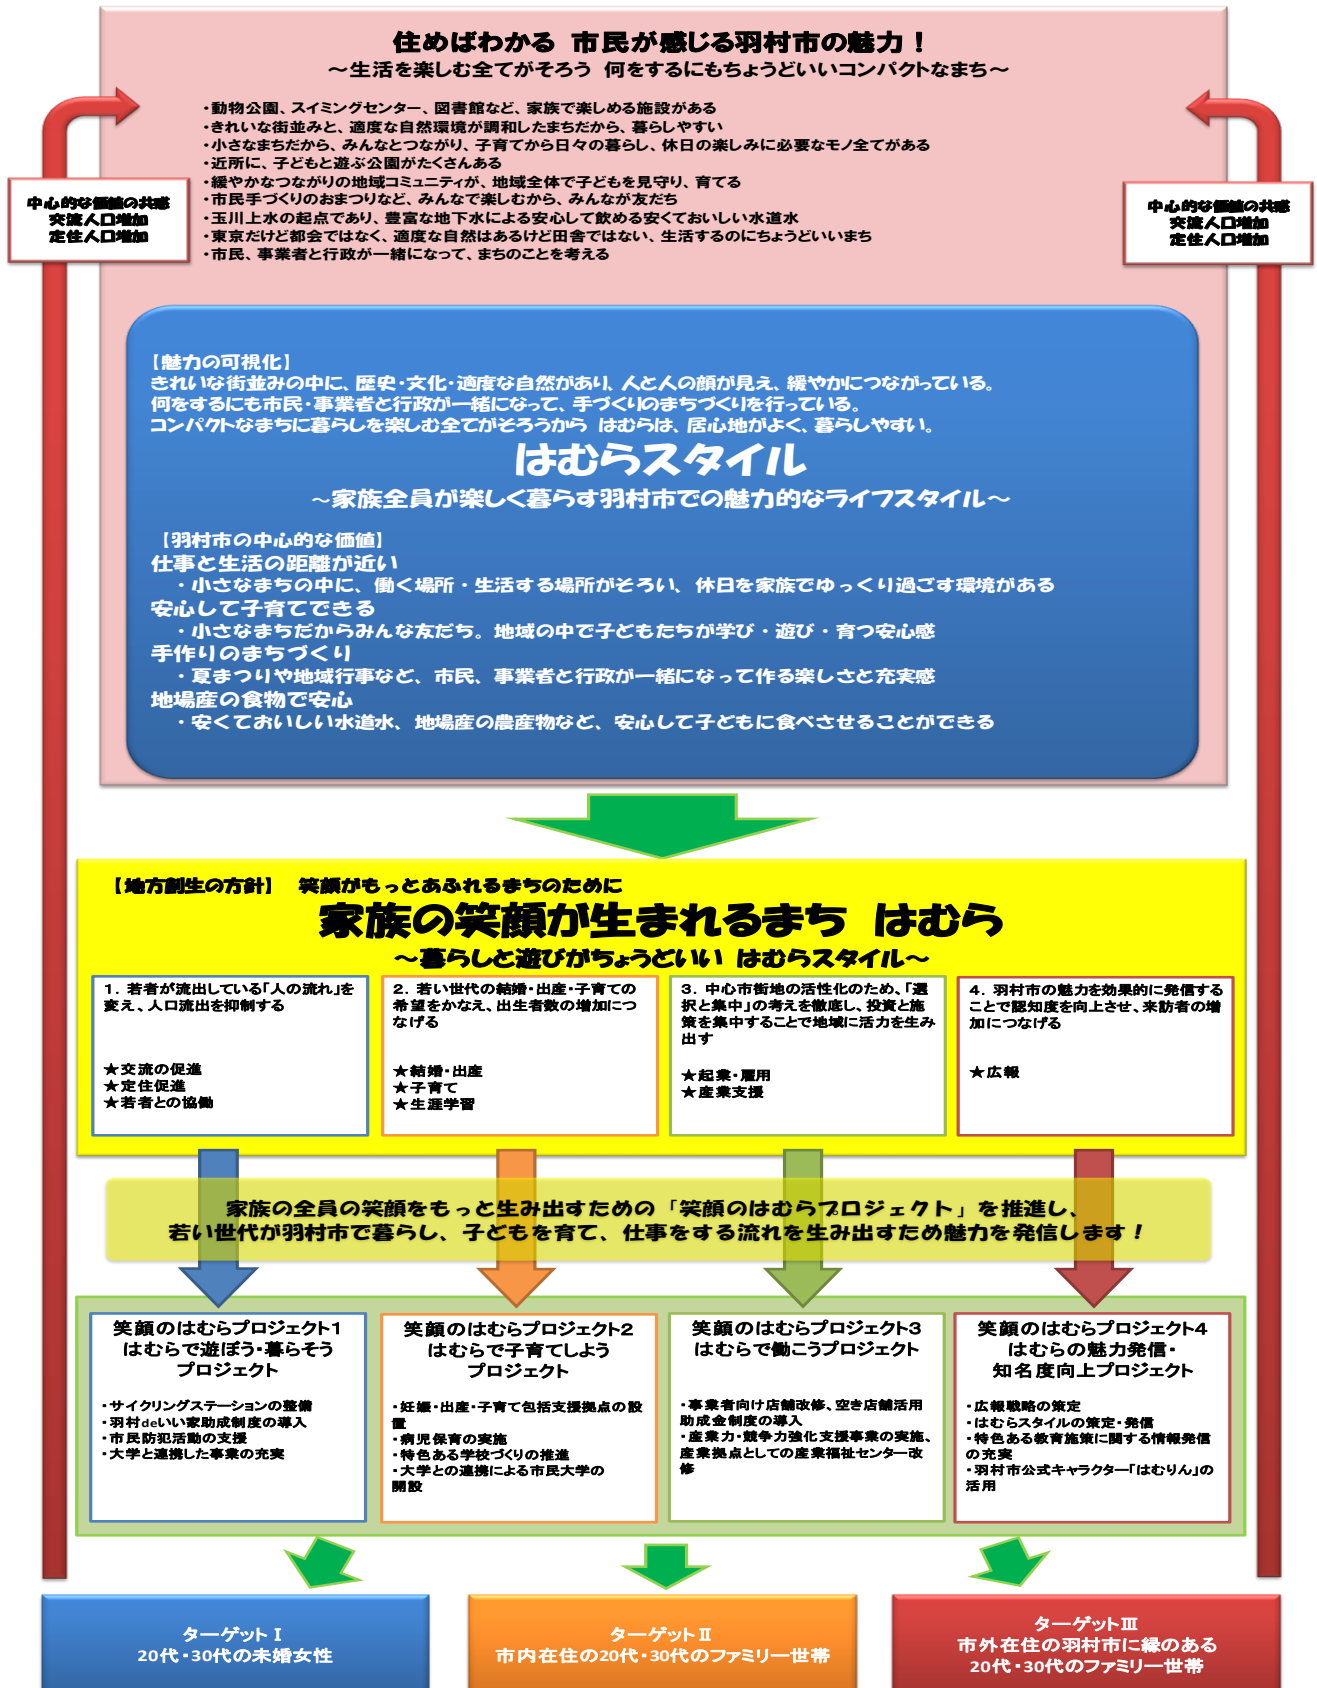 住めばわかる 市民が感じる羽村市の魅力！
～生活を楽しむ全てがそろう 何をするにもちょうどいいコンパクトなまち～
・動物公園、スイミングセンター、図書館など、家族で楽しめる施設がある
・きれいな街並みと、適度な自然環境が調和したまちだから、暮らしやすい
・小さなまちだから、みんなとつながり、子育てから日々の暮らし、休日の楽しみに必要なモノ全てがある
・近所に、子どもと遊ぶ公園がたくさんある
・緩やかなつながりの地域コミュニティが、地域全体で子どもを見守り、育てる
・市民手づくりのおまつりなど、みんなで楽しむから、みんなが友だち
・玉川上水の起点であり、豊富な地下水による安心して飲める安くておいしい水道水
・東京だけど都会ではなく、適度な自然はあるけど田舎ではない、生活するのにちょうどいいまち
・市民、事業者と行政が一緒になって、まちのことを考える
中心的な価値の共感
交流人口増加
定住人口増加
中心的な価値の共感
交流人口増加
定住人口増加
【魅力の可視化】
きれいな街並みの中に、歴史・文化・適度な自然があり、人と人の顔が見え、緩やかにつながっている。
何をするにも市民・事業者と行政が一緒になって、手づくりのまちづくりを行っている。
コンパクトなまちに暮らしを楽しむ全てがそろうから はむらは、居心地がよく、暮らしやすい。
はむらスタイル
～家族全員が楽しく暮らす羽村市での魅力的なライフスタイル～
【羽村市の中心的な価値】
仕事と生活の距離が近い
・小さなまちの中に、働く場所・生活する場所がそろい、休日を家族でゆっくり過ごす環境がある
安心して子育てできる
・小さなまちだからみんな友だち。地域の中で子どもたちが学び・遊び・育つ安心感
手作りのまちづくり
・夏まつりや地域行事など、市民、事業者と行政が一緒になって作る楽しさと充実感
地場産の食物で安心
・安くておいしい水道水、地場産の農産物など、安心して子どもに食べさせることができる
【地方創生の方針】 笑顔がもっとあふれるまちのために
家族の笑顔が生まれるまち はむら
～暮らしと遊びがちょうどいい はむらスタイル～
１．若者が流出している「人の流れ」を
変え、人口流出を抑制する
★交流の促進
★定住促進
★若者との協働
２．若い世代の結婚・出産・子育ての
希望をかなえ、出生者数の増加につ
なげる
★結婚・出産
★子育て
★生涯学習
３．中心市街地の活性化のため、「選
択と集中」の考えを徹底し、投資と施
策を集中することで地域に活力を生み
出す
★起業・雇用
★産業支援
４．羽村市の魅力を効果的に発信する
ことで認知度を向上させ、来訪者の増
加につなげる
★広報
家族の全員の笑顔をもっと生み出すための「笑顔のはむらプロジェクト」を推進し、
若い世代が羽村市で暮らし、子どもを育て、仕事をする流れを生み出すため魅力を発信します！
笑顔のはむらプロジェクト１
はむらで遊ぼう・暮らそう
プロジェクト
・サイクリングステーションの整備
・羽村deいい家助成制度の導入
・市民防犯活動の支援
・大学と連携した事業の充実
笑顔のはむらプロジェクト２
はむらで子育てしよう
プロジェクト
・妊娠・出産・子育て包括支援拠点の設
置
・病児保育の実施
・特色ある学校づくりの推進
・大学との連携による市民大学の
開設
笑顔のはむらプロジェクト３
はむらで働こうプロジェクト
・事業者向け店舗改修、空き店舗活用
助成金制度の導入
・産業力・競争力強化支援事業の実施、
産業拠点としての産業福祉センター改
修
笑顔のはむらプロジェクト４
はむらの魅力発信・
知名度向上プロジェクト
・広報戦略の策定
・はむらスタイルの策定・発信
・特色ある教育施策に関する情報発信
の充実
・羽村市公式キャラクター「はむりん」の
活用
ターゲットⅠ
20代・30代の未婚女性
ターゲットⅡ
市内在住の20代・30代のファミリー世帯
ターゲットⅢ
市外在住の羽村市に縁のある
20代・30代のファミリー世帯